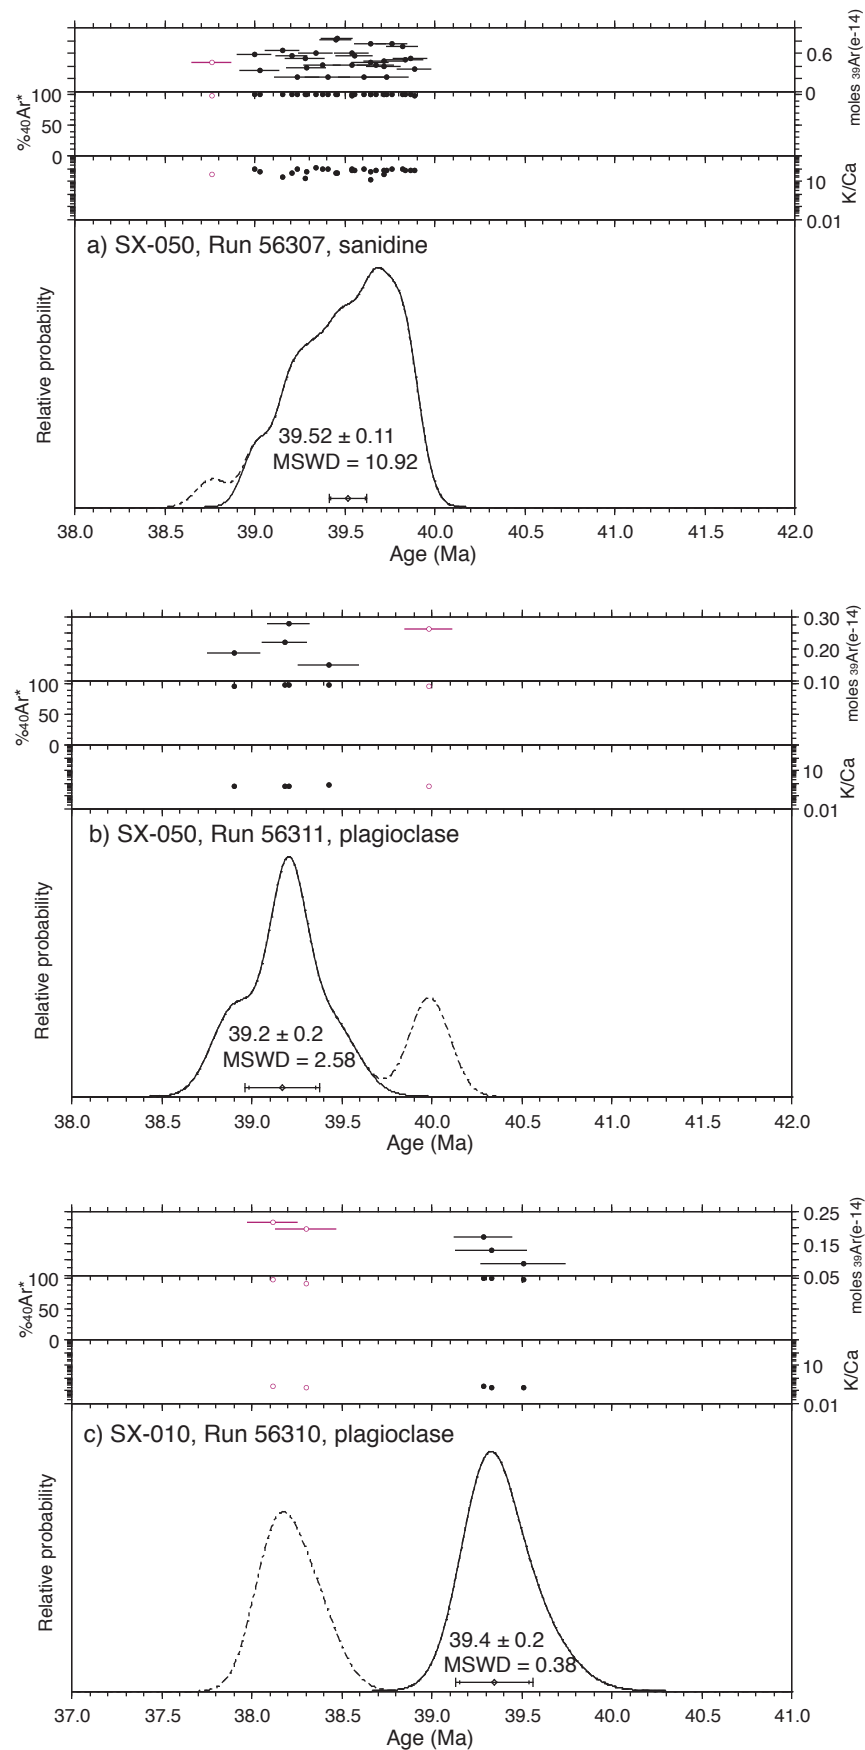 0.6
0
moles 39Ar(e-14)
100
50
0
%40Ar*
10
0.01
K/Ca
a) SX-050, Run 56307, sanidine
Relative probability
39.52 ± 0.11
MSWD = 10.92
38.0 38.5 39.0 39.5 40.0 40.5 41.0 41.5 42.0
Age (Ma)
0.30
0.20
0.10
moles 39Ar(e-14)
100
50
0
%40Ar*
10
0.01
K/Ca
b) SX-050, Run 56311, plagioclase
Relative probability
39.2 ± 0.2
MSWD = 2.58
38.0 38.5 39.0 39.5 40.0 40.5 41.0 41.5 42.0
Age (Ma)
0.25
0.15
0.05
moles 39Ar(e-14)
100
50
0
%40Ar*
10
0.01
K/Ca
c) SX-010, Run 56310, plagioclase
Relative probability
39.4 ± 0.2
MSWD = 0.38
37.0 37.5 38.0 38.5 39.0 39.5 40.0 40.5 41.0
Age (Ma)